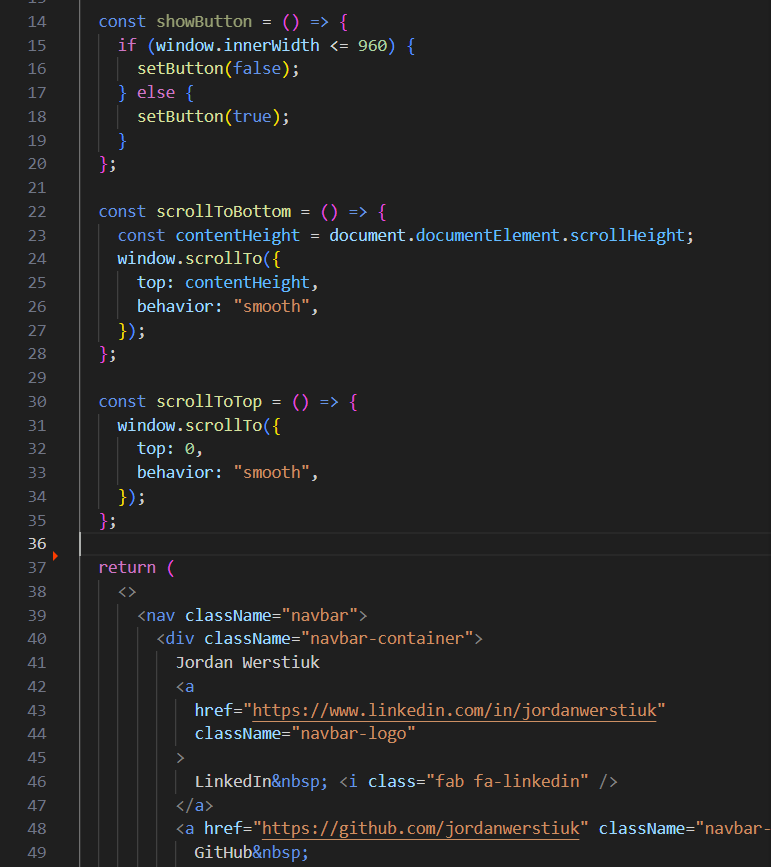 14 const showButton = () => {
15 if (window.innerWidth <= 960) {
16 setButton(false);
17 } else {
18 setButton(true);
19 }
20 };
21
22 const scrollToBottom = () => {
23 const contentHeight = document.documentElement.scrollHeight;
24 window.scrollTo({
25 top: contentHeight,
26 behavior: "smooth",
27 });
28 };
29
30 const scrollToTop = () => {
31 window.scrollTo({
32 top: 0,
33 behavior: "smooth",
34 });
35 };
36
37 return (
38 <>
39 <nav className="navbar">
40 <div className="navbar-container">
41 Jordan Werstiuk
42 <a
43 href="https://www.linkedin.com/in/jordanwerstiuk"
44 className="navbar-logo"
45 >
46 LinkedIn&nbsp; <i class="fab fa-linkedin" />
47 </a>
48 <a href="https://github.com/jordanwerstiuk" className="navbar-
49 GitHub&nbsp;